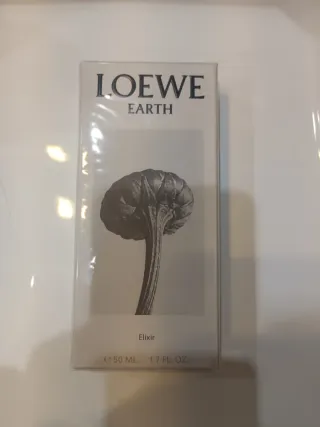 LOEWE
EARTH
Elixir
℮ 50 ML. 1.7 FL. OZ.